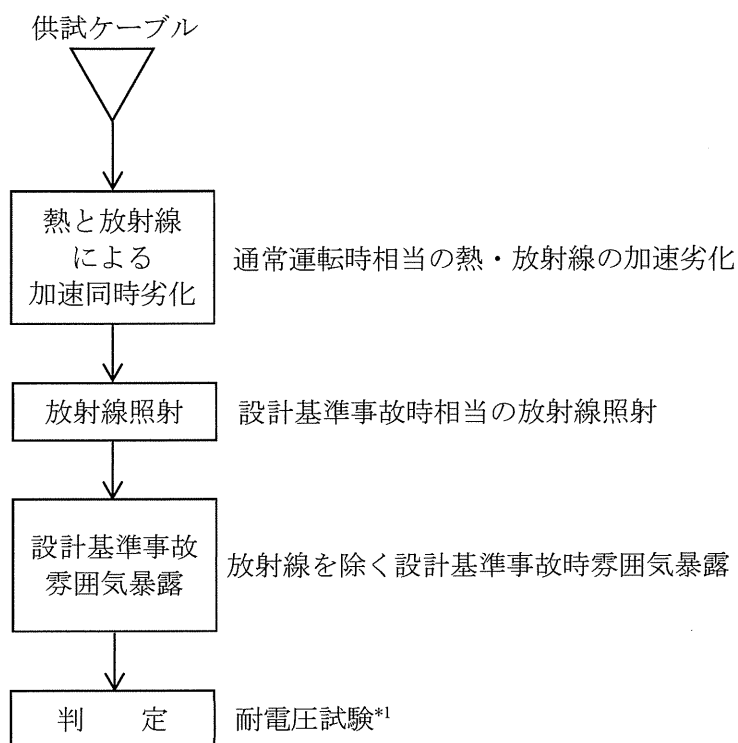 供試ケーブル
熱と放射線
による
加速同時劣化
通常運転時相当の熱・放射線の加速劣化
放射線照射
設計基準事故時相当の放射線照射
設計基準事故
雰囲気暴露
放射線を除く設計基準事故時雰囲気暴露
判　　定
耐電圧試験*1